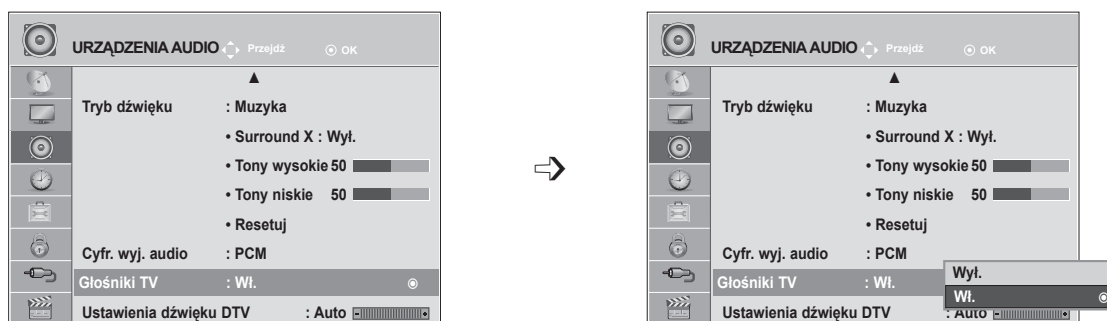 URZĄDZENIA AUDIO Przejdź OK
Tryb dźwięku : Muzyka
• Surround X : Wył.
• Tony wysokie 50
• Tony niskie 50
• Resetuj
Cyfr. wyj. audio : PCM
Głośniki TV : Wł.
Ustawienia dźwięku DTV : Auto
URZĄDZENIA AUDIO Przejdź OK
Tryb dźwięku : Muzyka
• Surround X : Wył.
• Tony wysokie 50
• Tony niskie 50
• Resetuj
Cyfr. wyj. audio : PCM
Głośniki TV : Wł.
Wył.
Wł.
Ustawienia dźwięku DTV : Auto